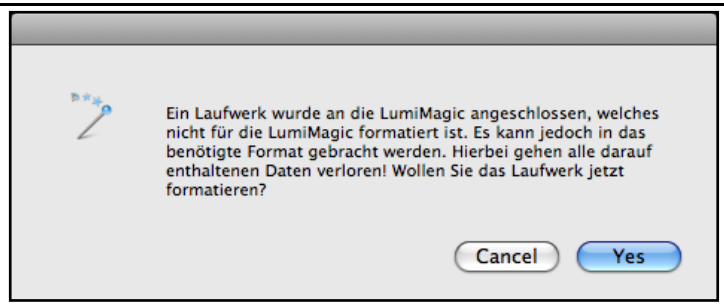 Ein Laufwerk wurde an die LumiMagic angeschlossen, welches
nicht für die LumiMagic formatiert ist. Es kann jedoch in das
benötigte Format gebracht werden. Hierbei gehen alle darauf
enthaltenen Daten verloren! Wollen Sie das Laufwerk jetzt
formatieren?
Cancel Yes